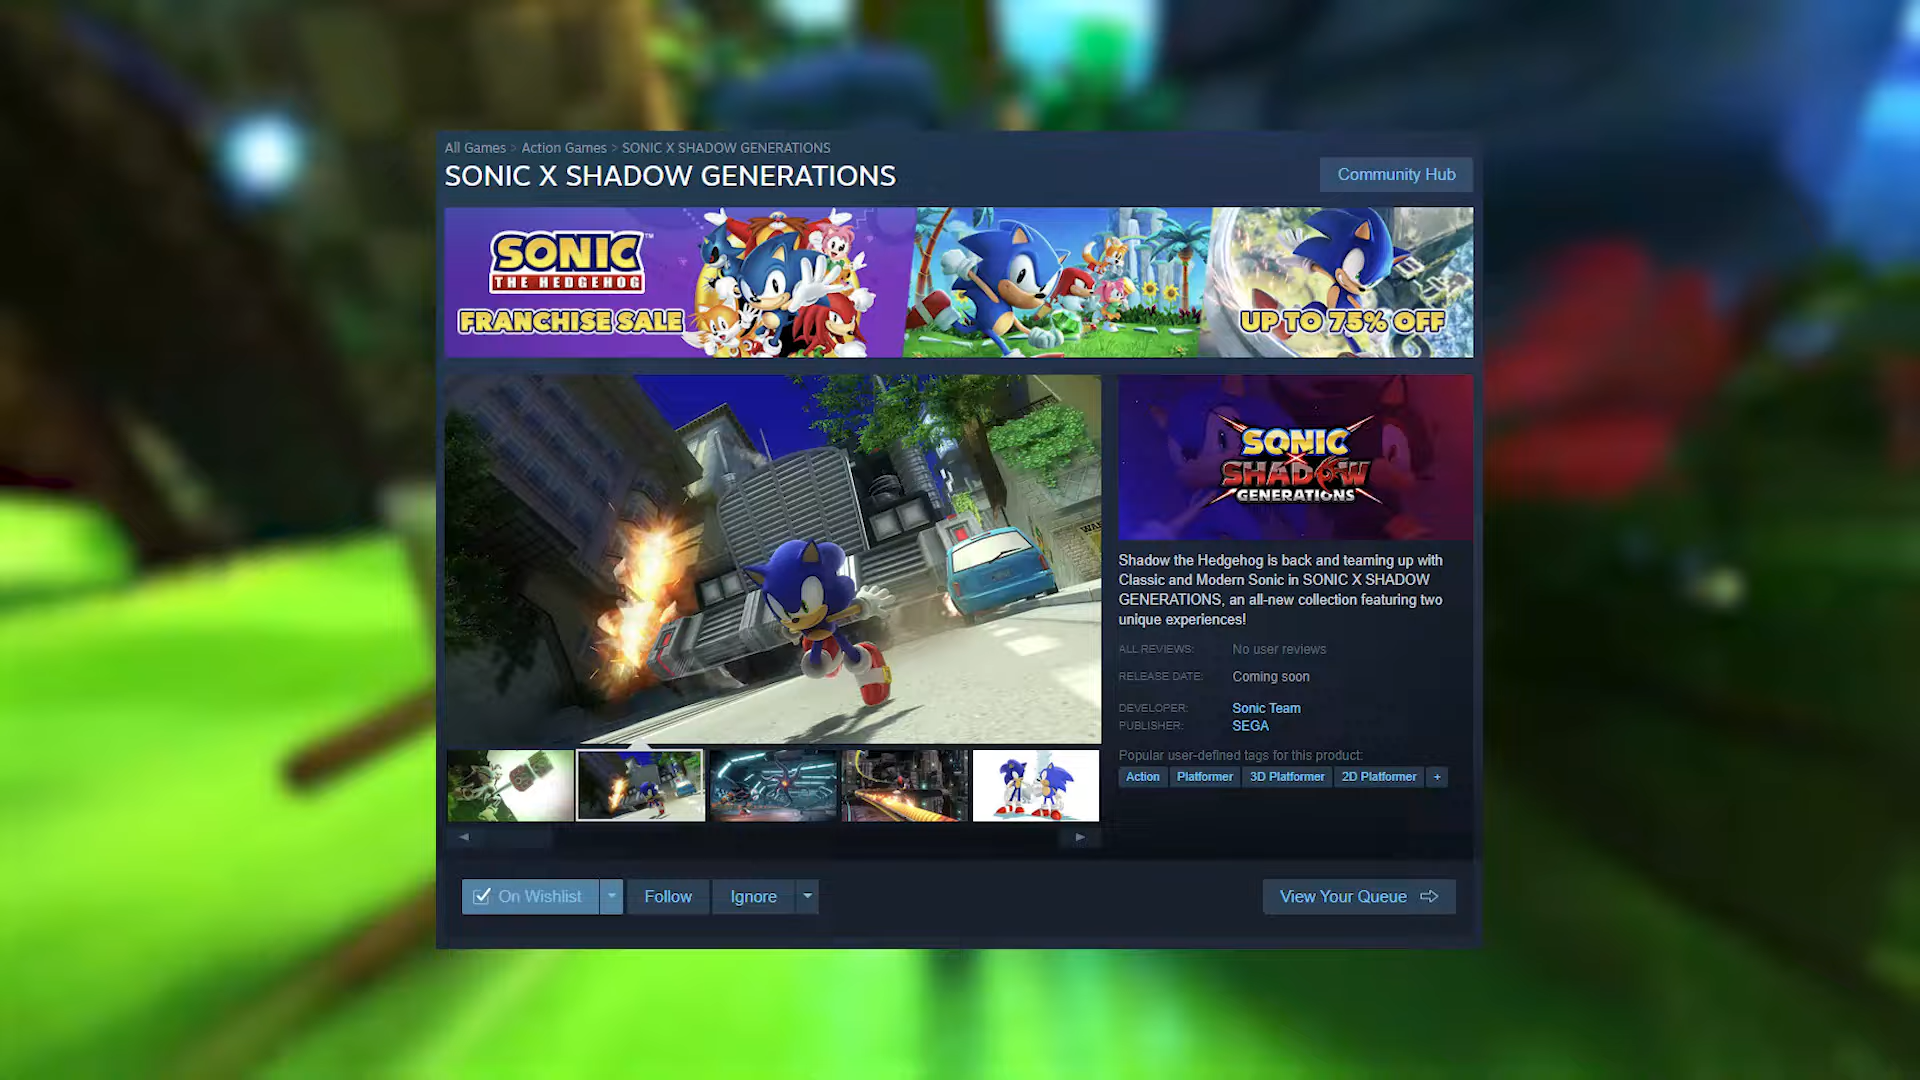 All Games > Action Games > SONIC X SHADOW GENERATIONS
SONIC X SHADOW GENERATIONS
Community Hub
SONIC™
THE HEDGEHOG
FRANCHISE SALE
UP TO 75% OFF
SONIC
X
SHADOW
GENERATIONS
Shadow the Hedgehog is back and teaming up with
Classic and Modern Sonic in SONIC X SHADOW
GENERATIONS, an all-new collection featuring two
unique experiences!
ALL REVIEWS: No user reviews
RELEASE DATE: Coming soon
DEVELOPER: Sonic Team
PUBLISHER: SEGA
Popular user-defined tags for this product:
Action Platformer 3D Platformer 2D Platformer +
On Wishlist Follow Ignore View Your Queue